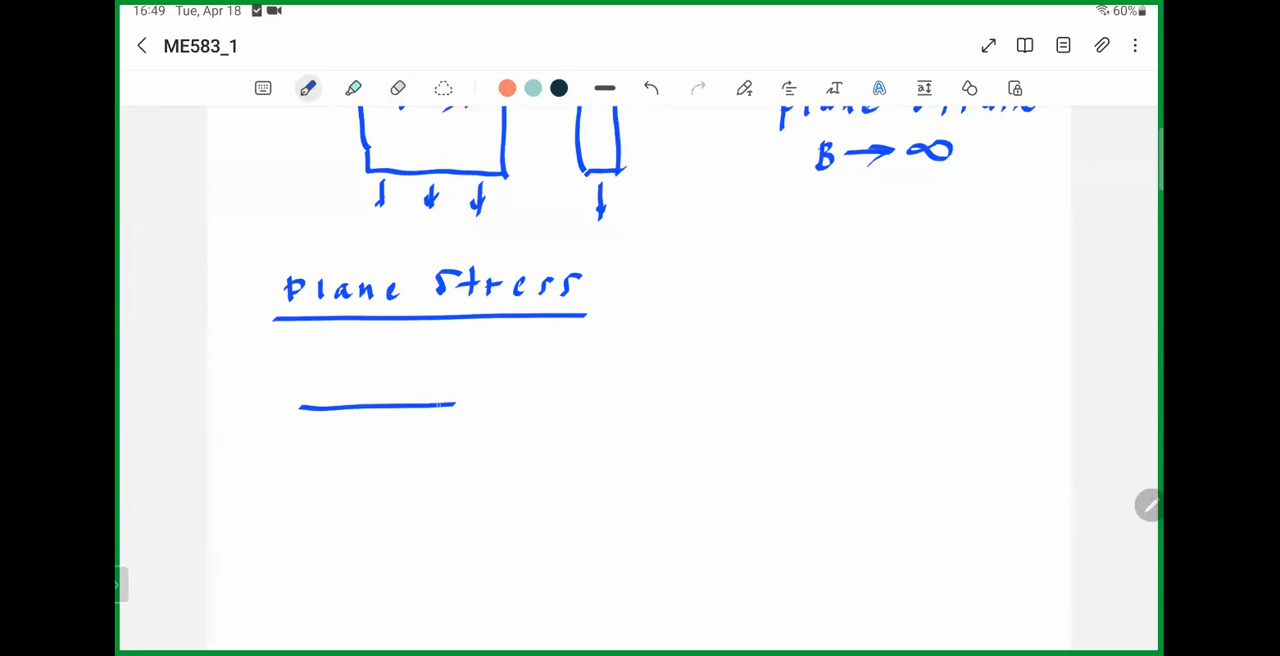 16:49 Tue, Apr 18 60%
ME583_1
B → ∞
Plane Stress